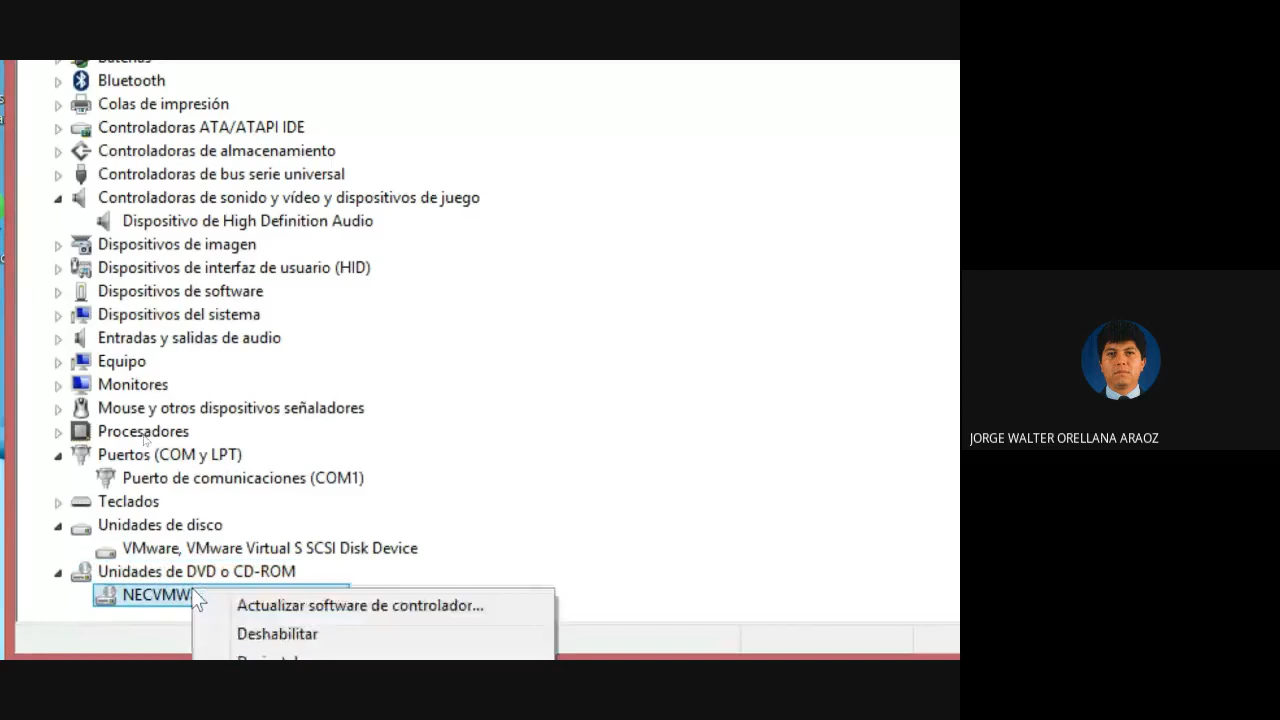 Baterías
Bluetooth
Colas de impresión
Controladoras ATA/ATAPI IDE
Controladoras de almacenamiento
Controladoras de bus serie universal
Controladoras de sonido y vídeo y dispositivos de juego
Dispositivo de High Definition Audio
Dispositivos de imagen
Dispositivos de interfaz de usuario (HID)
Dispositivos de software
Dispositivos del sistema
Entradas y salidas de audio
Equipo
Monitores
Mouse y otros dispositivos señaladores
Procesadores
Puertos (COM y LPT)
Puerto de comunicaciones (COM1)
Teclados
Unidades de disco
VMware, VMware Virtual S SCSI Disk Device
Unidades de DVD o CD-ROM
NECVMW
Actualizar software de controlador...
Deshabilitar
JORGE WALTER ORELLANA ARAOZ